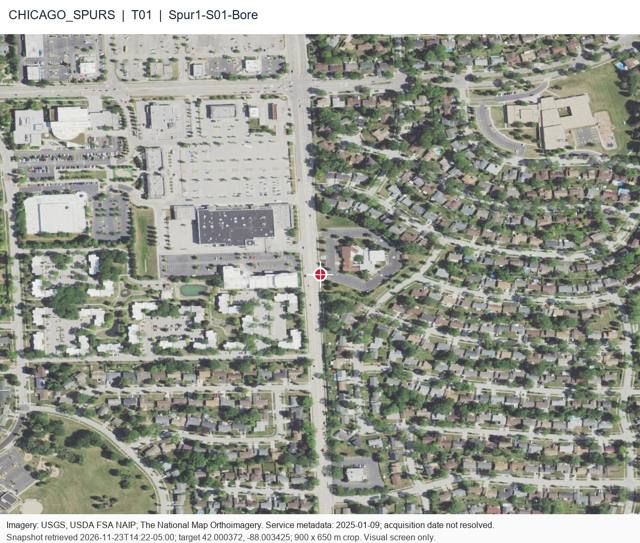 CHICAGO_SPURS | T01 | Spur1-S01-Bore
Imagery: USGS, USDA FSA NAIP; The National Map Orthoimagery. Service metadata: 2025-01-09; acquisition date not resolved.
Snapshot retrieved 2026-11-23T14:22-05:00; target 42.000372, -88.003425; 900 x 650 m crop. Visual screen only.